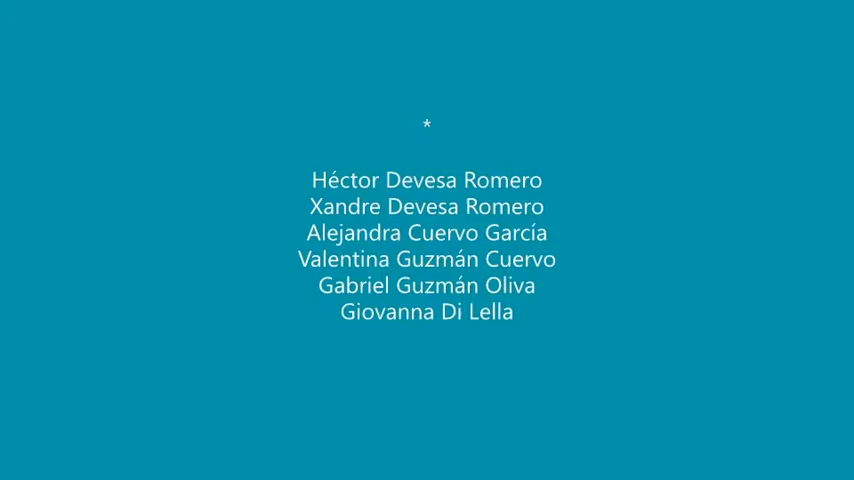 *
Héctor Devesa Romero
Xandre Devesa Romero
Alejandra Cuervo García
Valentina Guzmán Cuervo
Gabriel Guzmán Oliva
Giovanna Di Lella